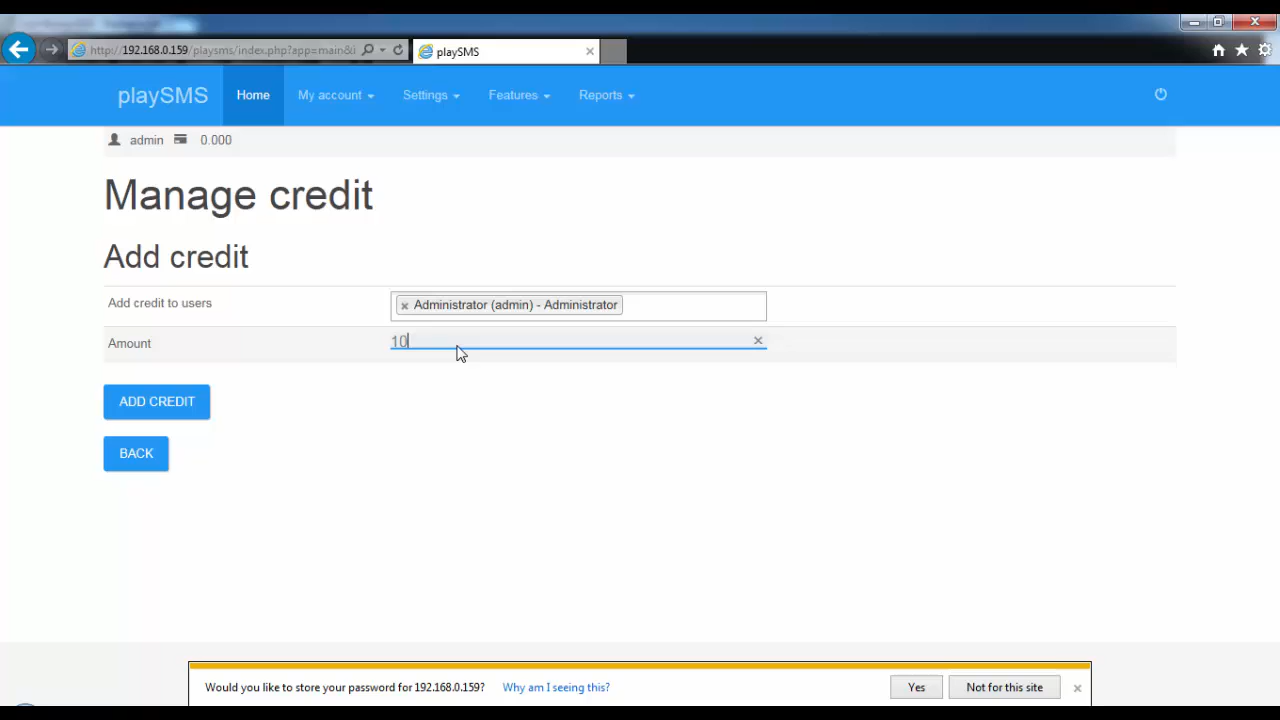 http://192.168.0.159/playsms/index.php?app=main&i
playSMS
playSMS Home My account Settings Features Reports
admin 0.000
Manage credit
Add credit
Add credit to users × Administrator (admin) - Administrator
Amount 10
ADD CREDIT
BACK
Would you like to store your password for 192.168.0.159? Why am I seeing this? Yes Not for this site